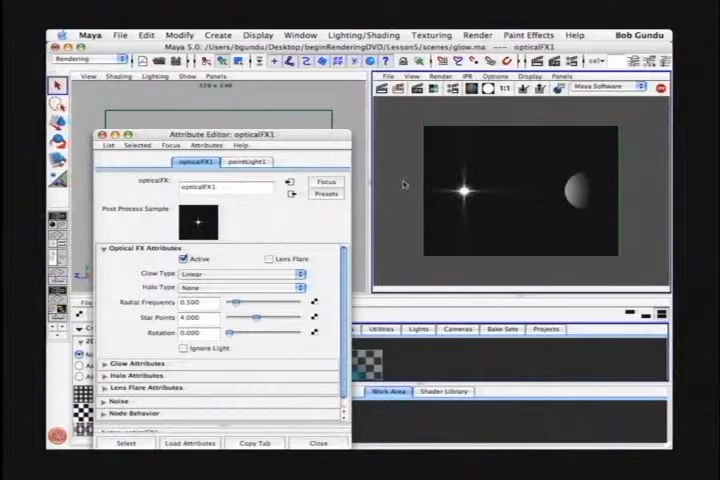 Maya File Edit Modify Create Display Window Lighting/Shading Texturing Render Paint Effects Help Bob Gundu
Maya 5.0: /Users/bgundu/Desktop/beginRenderingDVD/Lesson5/scenes/glow.ma --- opticalFX1
Rendering
sel
View Shading Lighting Show Panels
File View Render IPR Options Display Panels
1:1 Maya Software
Attribute Editor: opticalFX1
List Selected Focus Attributes Help
opticalFX1 pointLight1
opticalFX: opticalFX1 Focus
Presets
Post Process Sample
Optical FX Attributes
Active Lens Flare
Glow Type Linear
Halo Type None
Radial Frequency 0.500
Star Points 4.000
Rotation 0.000
Ignore Light
Glow Attributes
Halo Attributes
Lens Flare Attributes
Noise
Node Behavior
Select Load Attributes Copy Tab Close
Utilities Lights Cameras Bake Sets Projects
Work Area Shader Library